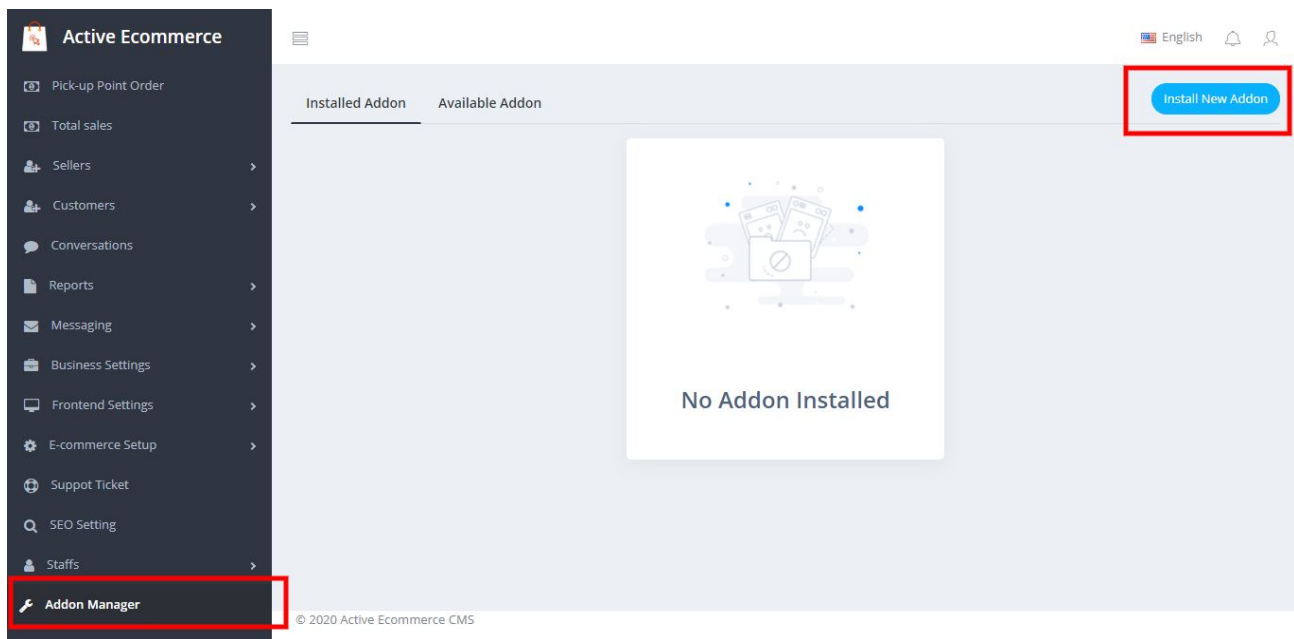 Active Ecommerce
English
Pick-up Point Order
Total sales
Sellers
Customers
Conversations
Reports
Messaging
Business Settings
Frontend Settings
E-commerce Setup
Suppot Ticket
SEO Setting
Staffs
Addon Manager
Installed Addon Available Addon
Install New Addon
No Addon Installed
© 2020 Active Ecommerce CMS